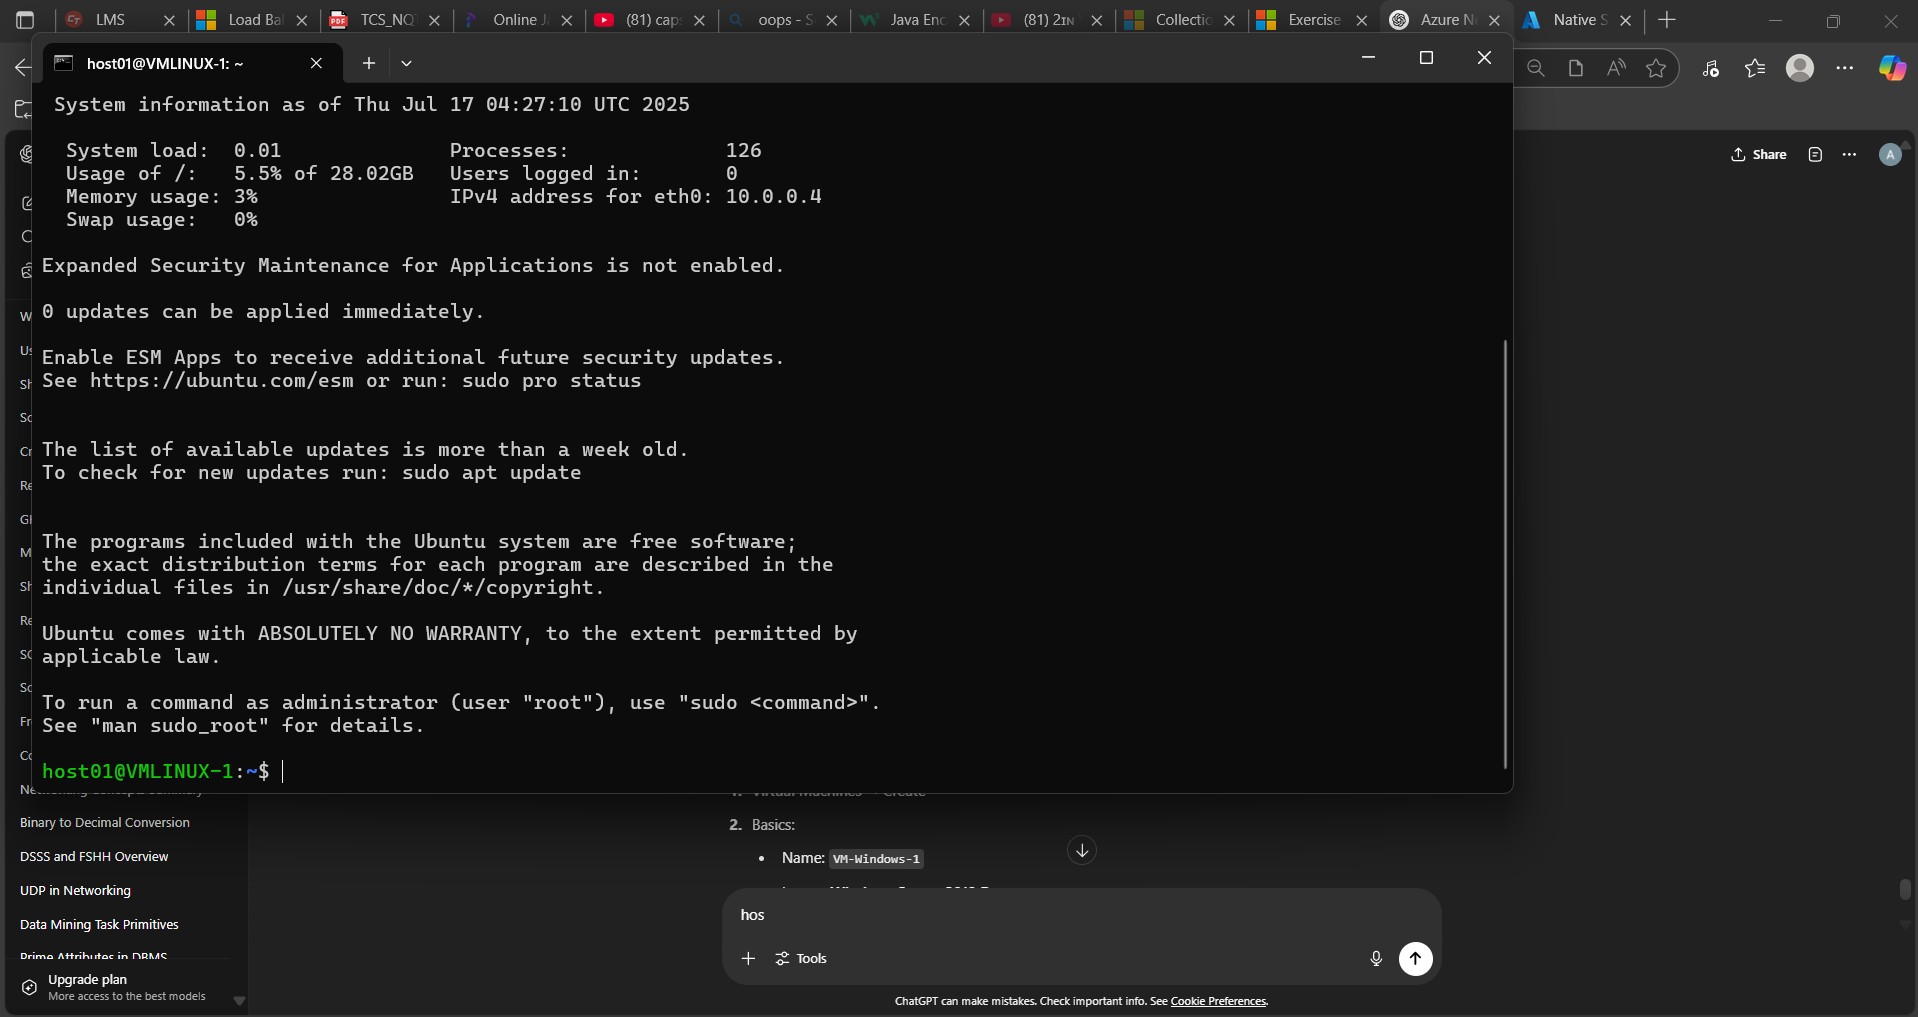 LMS
Load Ba
TCS_NQ
Online J
(81) cap
oops - S
Java Enc
(81) 2IN
Collectio
Exercise
Azure N
Native S
host01@VMLINUX-1: ~
System information as of Thu Jul 17 04:27:10 UTC 2025
System load: 0.01 Processes: 126
Usage of /: 5.5% of 28.02GB Users logged in: 0
Memory usage: 3% IPv4 address for eth0: 10.0.0.4
Swap usage: 0%
Expanded Security Maintenance for Applications is not enabled.
0 updates can be applied immediately.
Enable ESM Apps to receive additional future security updates.
See https://ubuntu.com/esm or run: sudo pro status
The list of available updates is more than a week old.
To check for new updates run: sudo apt update
The programs included with the Ubuntu system are free software;
the exact distribution terms for each program are described in the
individual files in /usr/share/doc/*/copyright.
Ubuntu comes with ABSOLUTELY NO WARRANTY, to the extent permitted by
applicable law.
To run a command as administrator (user "root"), use "sudo <command>".
See "man sudo_root" for details.
host01@VMLINUX-1:~$
Share
A
Binary to Decimal Conversion
DSSS and FSHH Overview
UDP in Networking
Data Mining Task Primitives
Prime Attributes in DBMS
Upgrade plan
More access to the best models
2. Basics:
• Name: VM-Windows-1
hos
Tools
ChatGPT can make mistakes. Check important info. See Cookie Preferences.